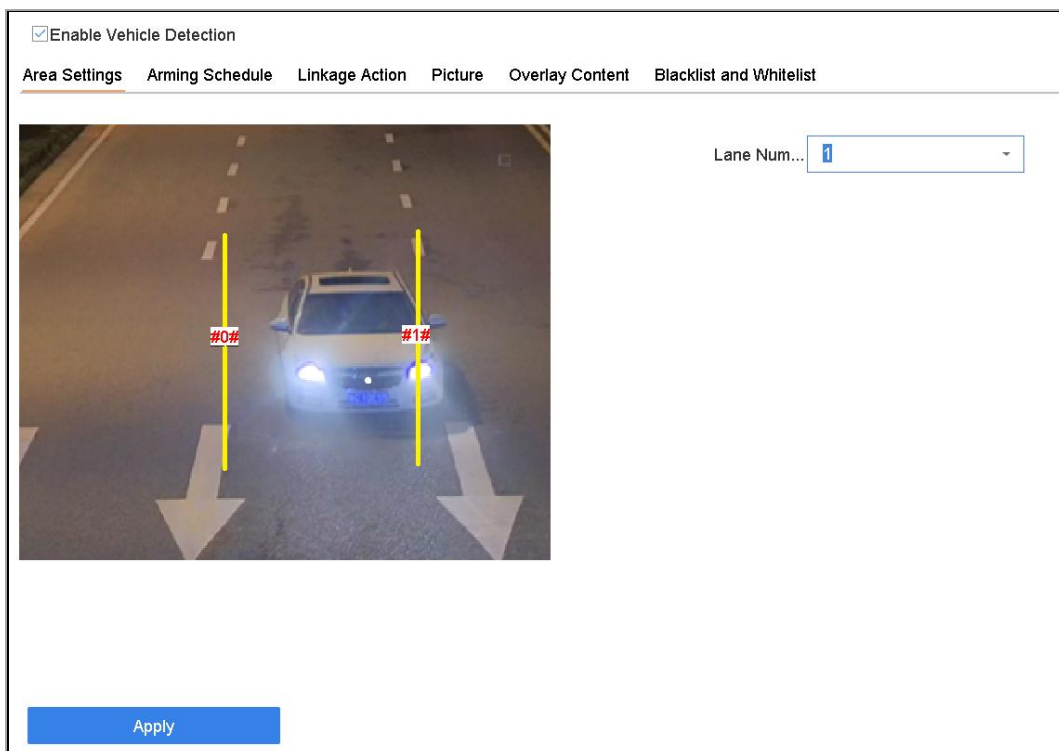 Enable Vehicle Detection
Area Settings Arming Schedule Linkage Action Picture Overlay Content Blacklist and Whitelist
Lane Num... 1
#0# #1#
Apply